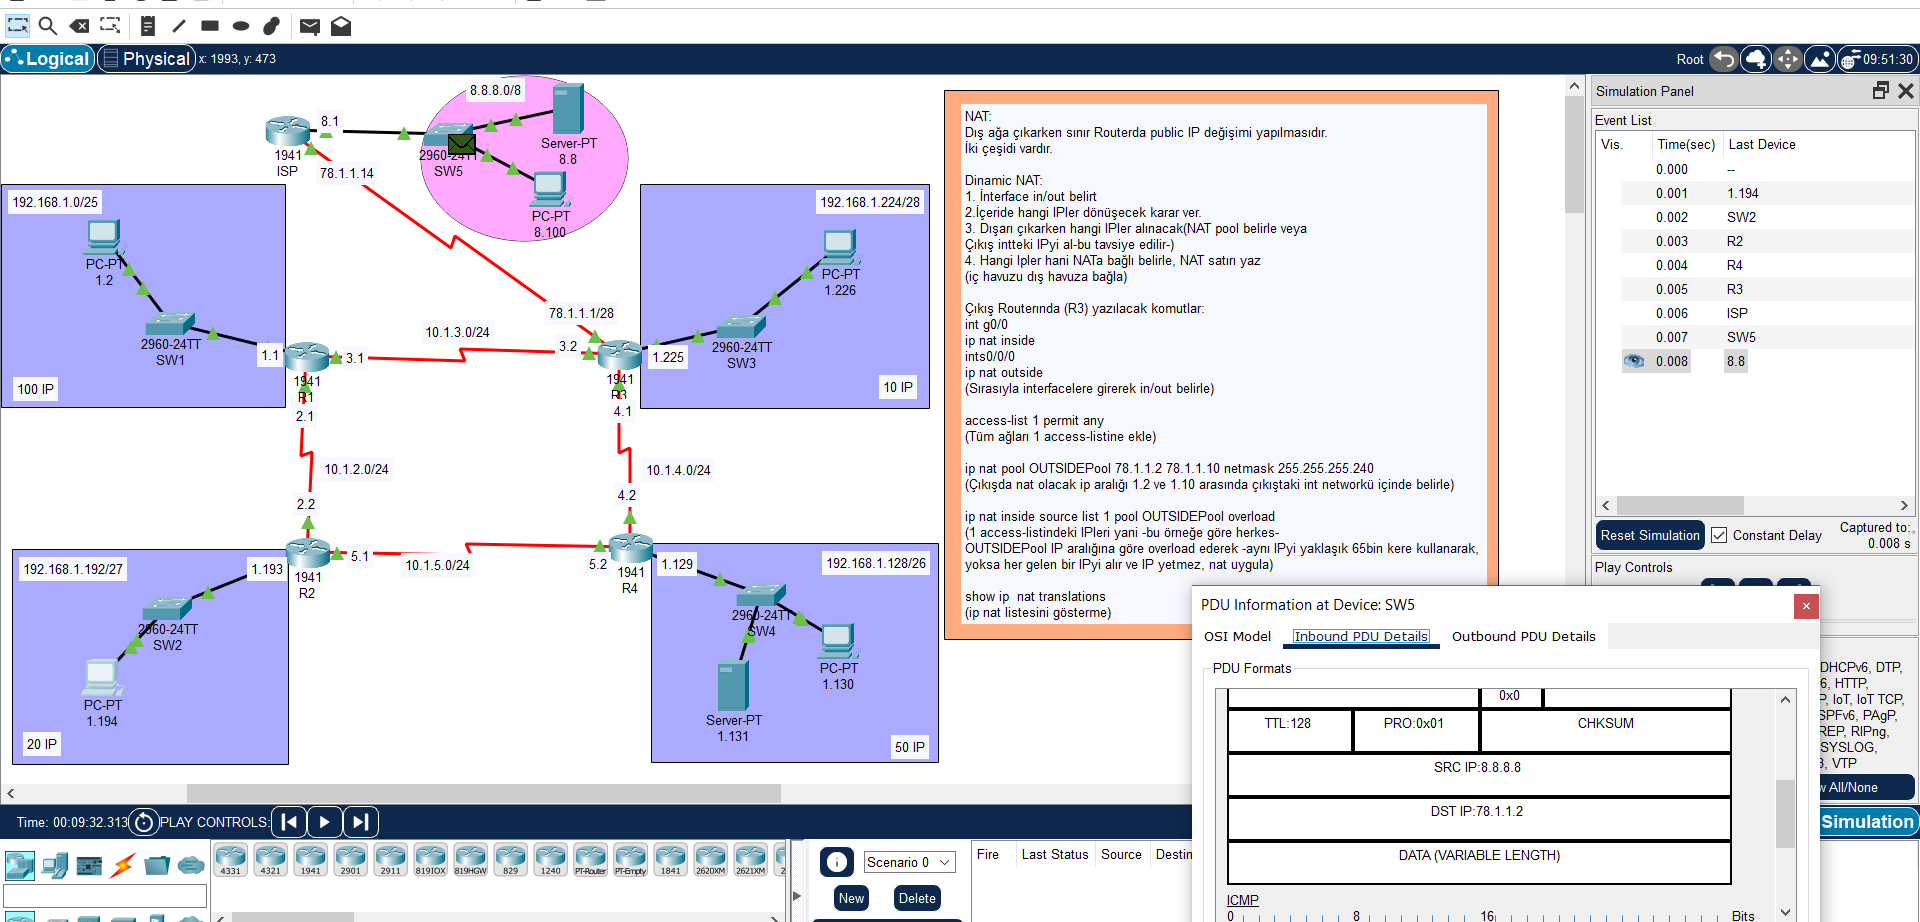 Logical
Physical
x: 1993, y: 473
Root
09:51:30
8.8.8.0/8
8.1
1941
ISP
78.1.1.14
2960-24TT
SW5
Server-PT
8.8
PC-PT
8.100
192.168.1.0/25
PC-PT
1.2
2960-24TT
SW1
1.1
100 IP
192.168.1.224/28
PC-PT
1.226
2960-24TT
SW3
1.225
10 IP
78.1.1.1/28
10.1.3.0/24
3.1
3.2
1941
R1
2.1
1941
R3
4.1
10.1.2.0/24
10.1.4.0/24
2.2
4.2
192.168.1.192/27
1.193
1941
R2
5.1
10.1.5.0/24
5.2
1941
R4
1.129
192.168.1.128/26
2960-24TT
SW2
PC-PT
1.194
20 IP
2960-24TT
SW4
PC-PT
1.130
Server-PT
1.131
50 IP
NAT:
Dış ağa çıkarken sınır Routerda public IP değişimi yapılmasıdır.
İki çeşidi vardır.
Dinamic NAT:
1. İnterface in/out belirt
2.İçeride hangi IPler dönüşecek karar ver.
3. Dışarı çıkarken hangi IPler alınacak(NAT pool belirle veya
Çıkış intteki IPyi al-bu tavsiye edilir-)
4. Hangi Ipler hani NATa bağlı belirle, NAT satırı yaz
(iç havuzu dış havuza bağla)
Çıkış Routerında (R3) yazılacak komutlar:
int g0/0
ip nat inside
ints0/0/0
ip nat outside
(Sırasıyla interfacelere girerek in/out belirle)
access-list 1 permit any
(Tüm ağları 1 access-listine ekle)
ip nat pool OUTSIDEPool 78.1.1.2 78.1.1.10 netmask 255.255.255.240
(Çıkışda nat olacak ip aralığı 1.2 ve 1.10 arasında çıkıştaki int networkü içinde belirle)
ip nat inside source list 1 pool OUTSIDEPool overload
(1 access-listindeki IPleri yani -bu örneğe göre herkes-
OUTSIDEPool IP aralığına göre overload ederek -aynı IPyi yaklaşık 65bin kere kullanarak,
yoksa her gelen bir IPyi alır ve IP yetmez, nat uygula)
show ip  nat translations
(ip nat listesini gösterme)
Simulation Panel
Event List
Vis. Time(sec) Last Device
0.000 --
0.001 1.194
0.002 SW2
0.003 R2
0.004 R4
0.005 R3
0.006 ISP
0.007 SW5
0.008 8.8
Reset Simulation
Constant Delay
Captured to:
0.008 s
Play Controls
DHCPv6, DTP,
6, HTTP,
P, IoT, IoT TCP,
SPFv6, PAgP,
REP, RIPng,
SYSLOG,
3, VTP
w All/None
Simulation
PDU Information at Device: SW5
OSI Model
Inbound PDU Details
Outbound PDU Details
PDU Formats
0x0
TTL:128
PRO:0x01
CHKSUM
SRC IP:8.8.8.8
DST IP:78.1.1.2
DATA (VARIABLE LENGTH)
ICMP
0 8 16 Bits
Time: 00:09:32.313
PLAY CONTROLS:
4331
4321
1941
2901
2911
819IOX
819HGW
829
1240
PT-Router
PT-Empty
1841
2620XM
2621XM
2
Scenario 0
New
Delete
Fire Last Status Source Destin